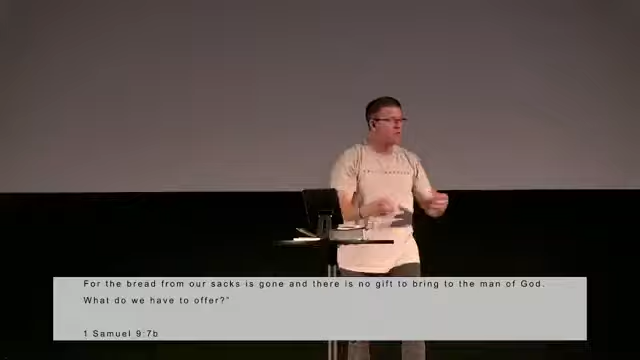 For the bread from our sacks is gone and there is no gift to bring to the man of God.
What do we have to offer?"
1 Samuel 9:7b